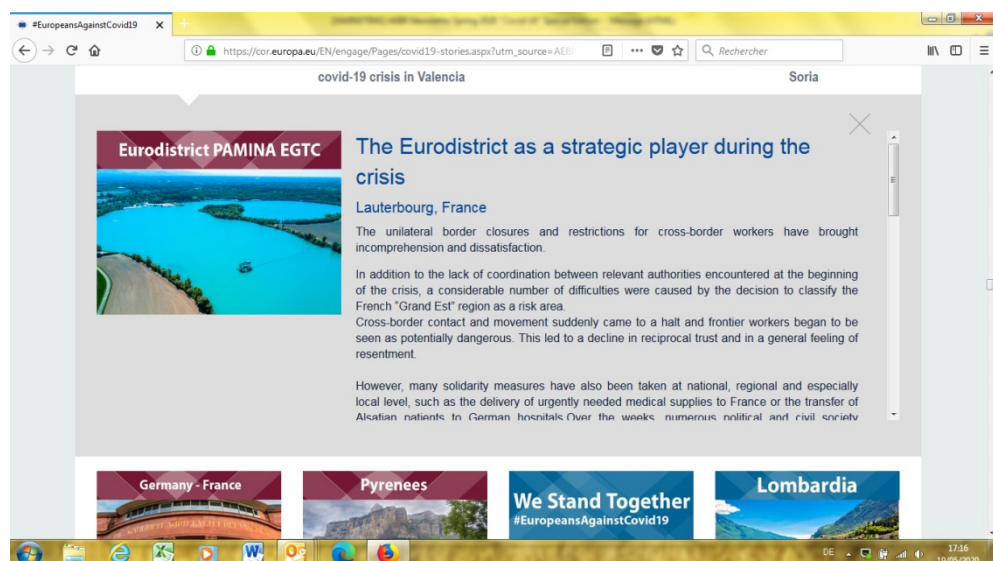 #EuropeansAgainstCovid19
https://cor.europa.eu/EN/engage/Pages/covid19-stories.aspx?utm_source=AEB
Rechercher
covid-19 crisis in Valencia
Soria
Eurodistrict PAMINA EGTC
The Eurodistrict as a strategic player during the
crisis
Lauterbourg, France
The unilateral border closures and restrictions for cross-border workers have brought
incomprehension and dissatisfaction.
In addition to the lack of coordination between relevant authorities encountered at the beginning
of the crisis, a considerable number of difficulties were caused by the decision to classify the
French "Grand Est" region as a risk area.
Cross-border contact and movement suddenly came to a halt and frontier workers began to be
seen as potentially dangerous. This led to a decline in reciprocal trust and in a general feeling of
resentment.
However, many solidarity measures have also been taken at national, regional and especially
local level, such as the delivery of urgently needed medical supplies to France or the transfer of
Alsatian patients to German hospitals.Over the weeks, numerous political and civil society
Germany - France
Pyrenees
We Stand Together
#EuropeansAgainstCovid19
Lombardia
DE
17:16
19/05/2020